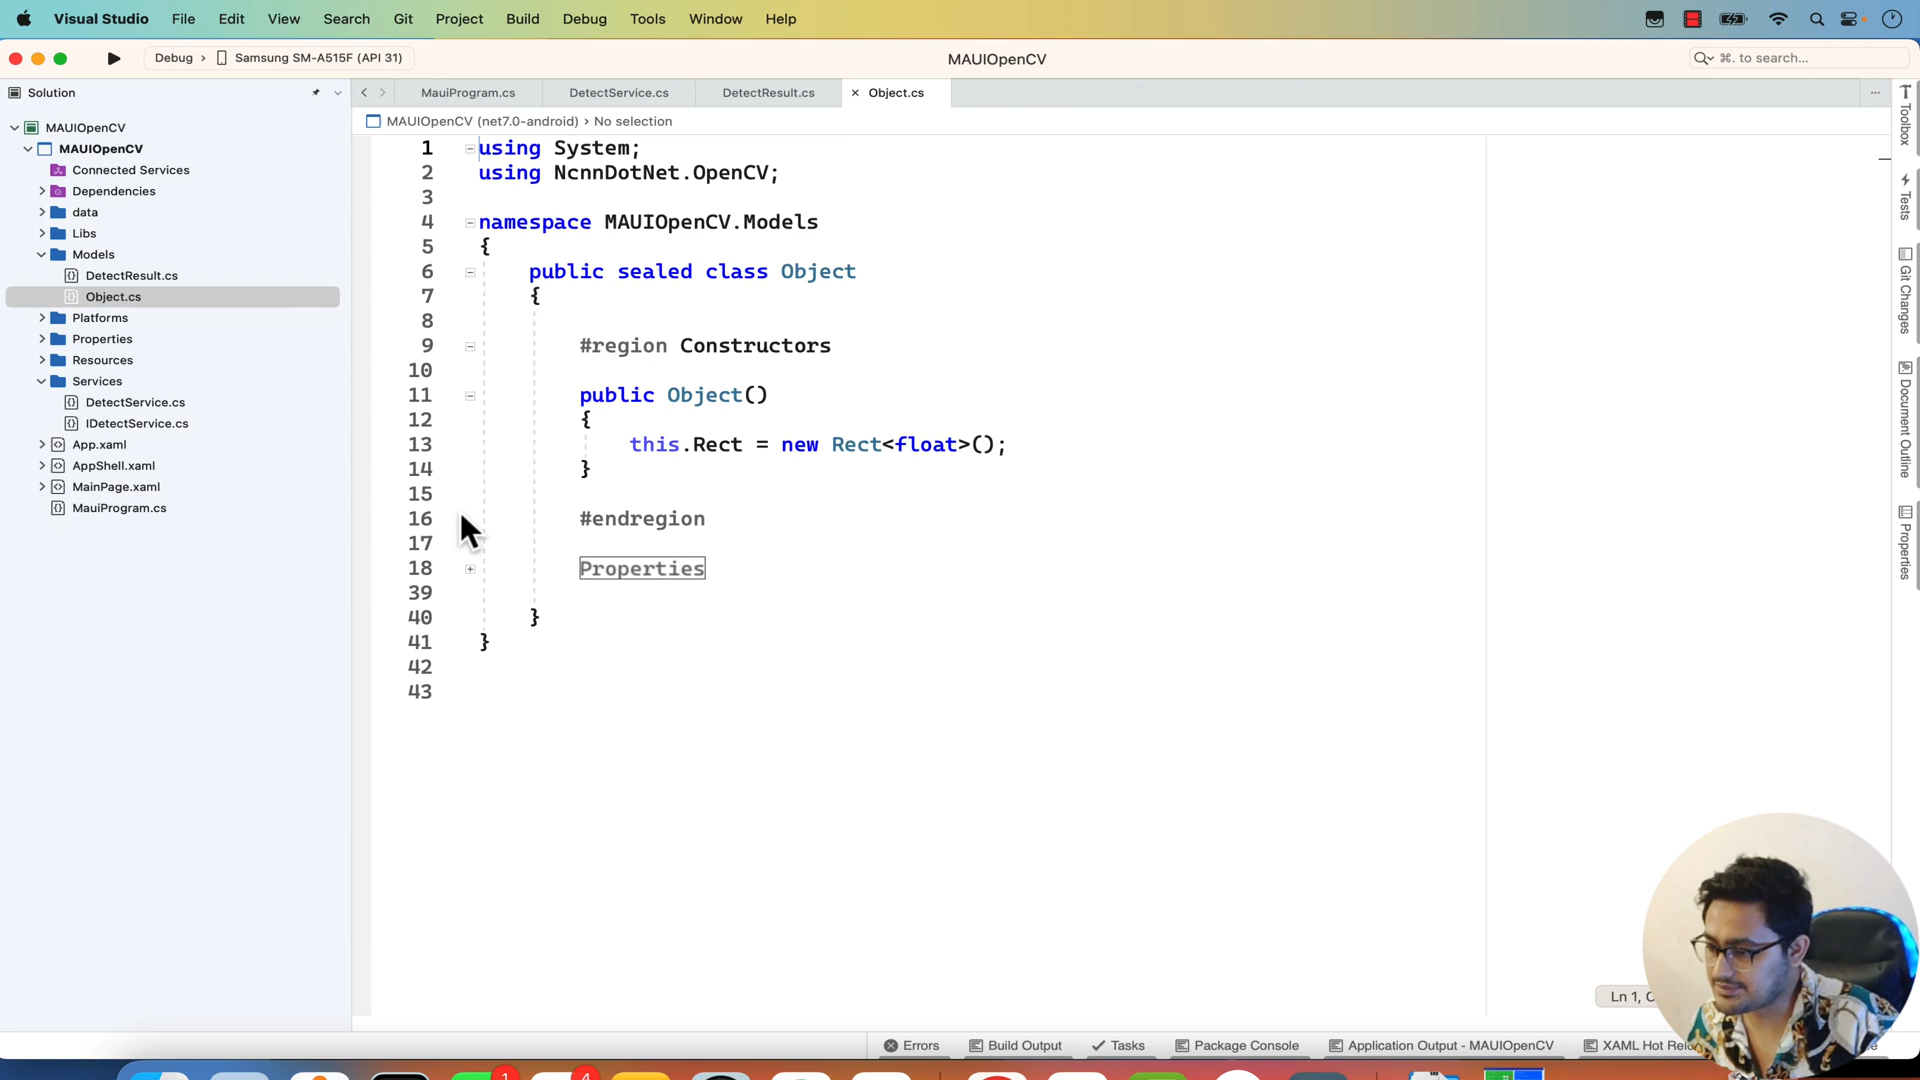 Visual Studio File Edit View Search Git Project Build Debug Tools Window Help
Debug › Samsung SM-A515F (API 31)
MAUIOpenCV
⌘. to search...
Solution
MauiProgram.cs
DetectService.cs
DetectResult.cs
Object.cs
MAUIOpenCV (net7.0-android) › No selection
MAUIOpenCV
MAUIOpenCV
Connected Services
Dependencies
data
Libs
Models
DetectResult.cs
Object.cs
Platforms
Properties
Resources
Services
DetectService.cs
IDetectService.cs
App.xaml
AppShell.xaml
MainPage.xaml
MauiProgram.cs
1 using System;
2 using NcnnDotNet.OpenCV;
3
4 namespace MAUIOpenCV.Models
5 {
6 public sealed class Object
7 {
8
9 #region Constructors
10
11 public Object()
12 {
13 this.Rect = new Rect<float>();
14 }
15
16 #endregion
17
18 Properties
39
40 }
41 }
42
43
Toolbox
Tests
Git Changes
Document Outline
Properties
Ln 1,
Errors
Build Output
Tasks
Package Console
Application Output - MAUIOpenCV
XAML Hot
1
4